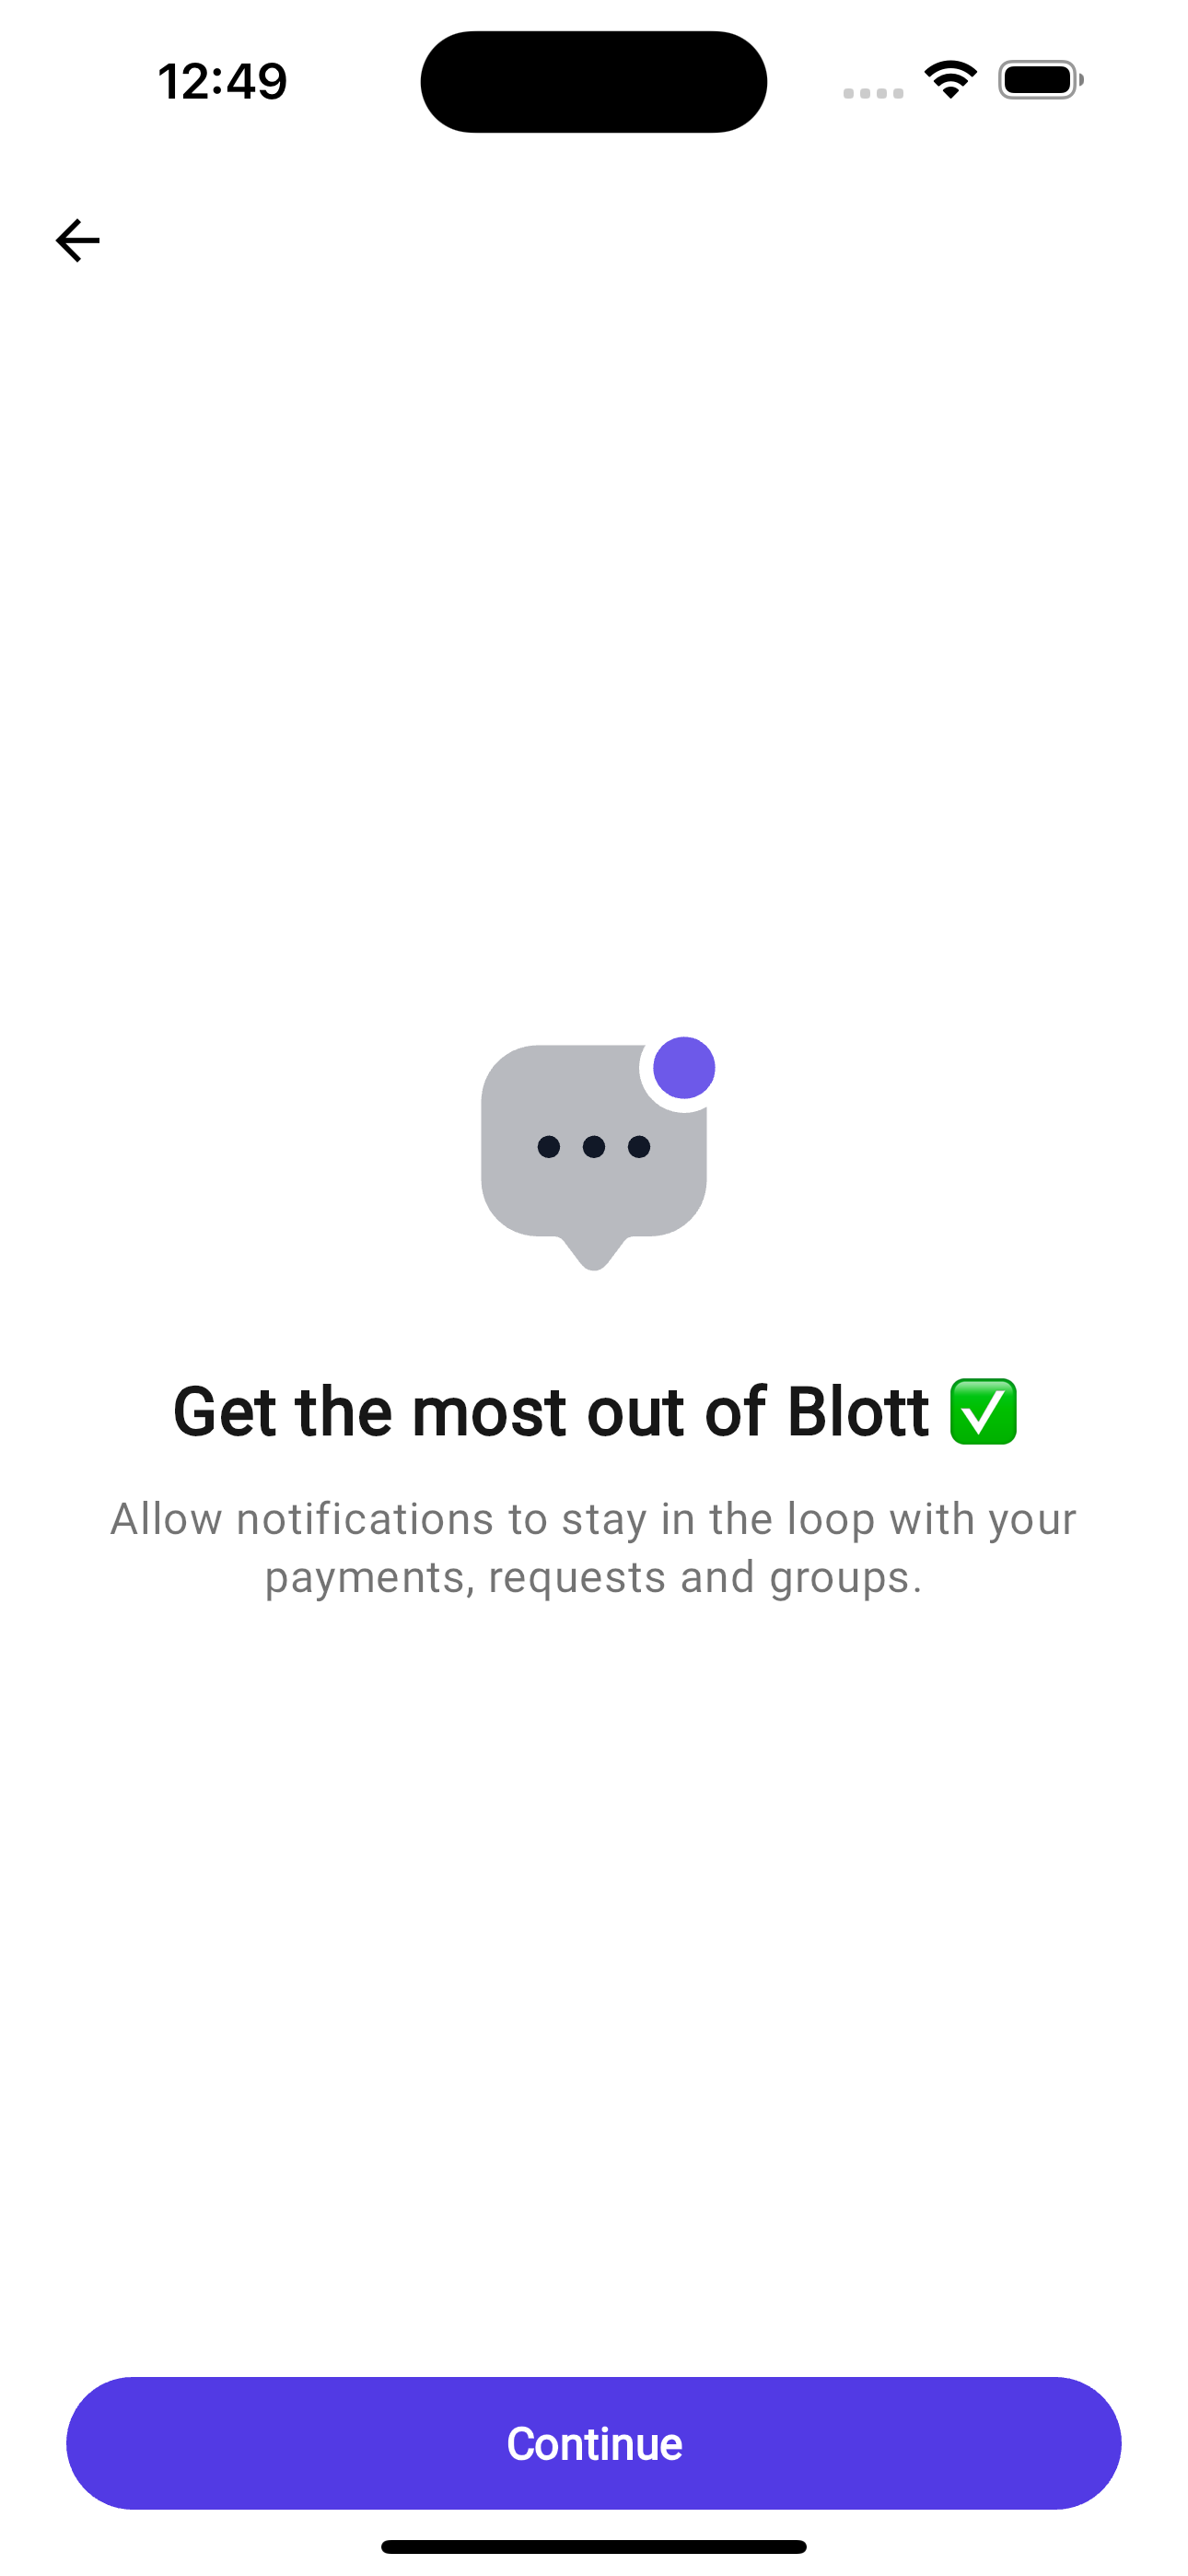 12:49
Get the most out of Blott ✅
Allow notifications to stay in the loop with your
payments, requests and groups.
Continue